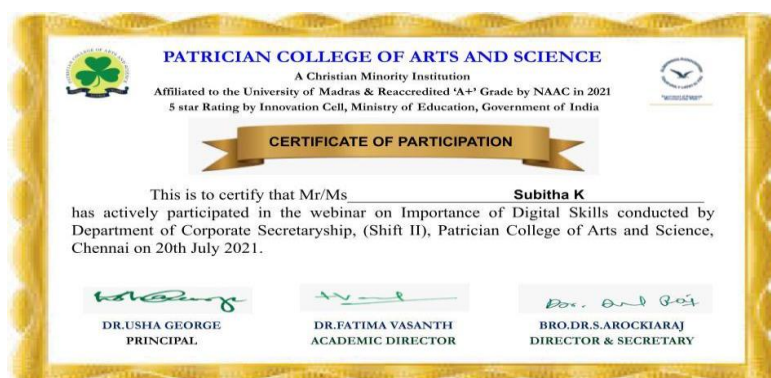 PATRICIAN COLLEGE OF ARTS AND SCIENCE
A Christian Minority Institution
Affiliated to the University of Madras & Reaccredited ‘A+’ Grade by NAAC in 2021
5 star Rating by Innovation Cell, Ministry of Education, Government of India
CERTIFICATE OF PARTICIPATION
This is to certify that Mr/Ms Subitha K
has actively participated in the webinar on Importance of Digital Skills conducted by
Department of Corporate Secretaryship, (Shift II), Patrician College of Arts and Science,
Chennai on 20th July 2021.
DR.USHA GEORGE
PRINCIPAL
DR.FATIMA VASANTH
ACADEMIC DIRECTOR
BRO.DR.S.AROCKIARAJ
DIRECTOR & SECRETARY